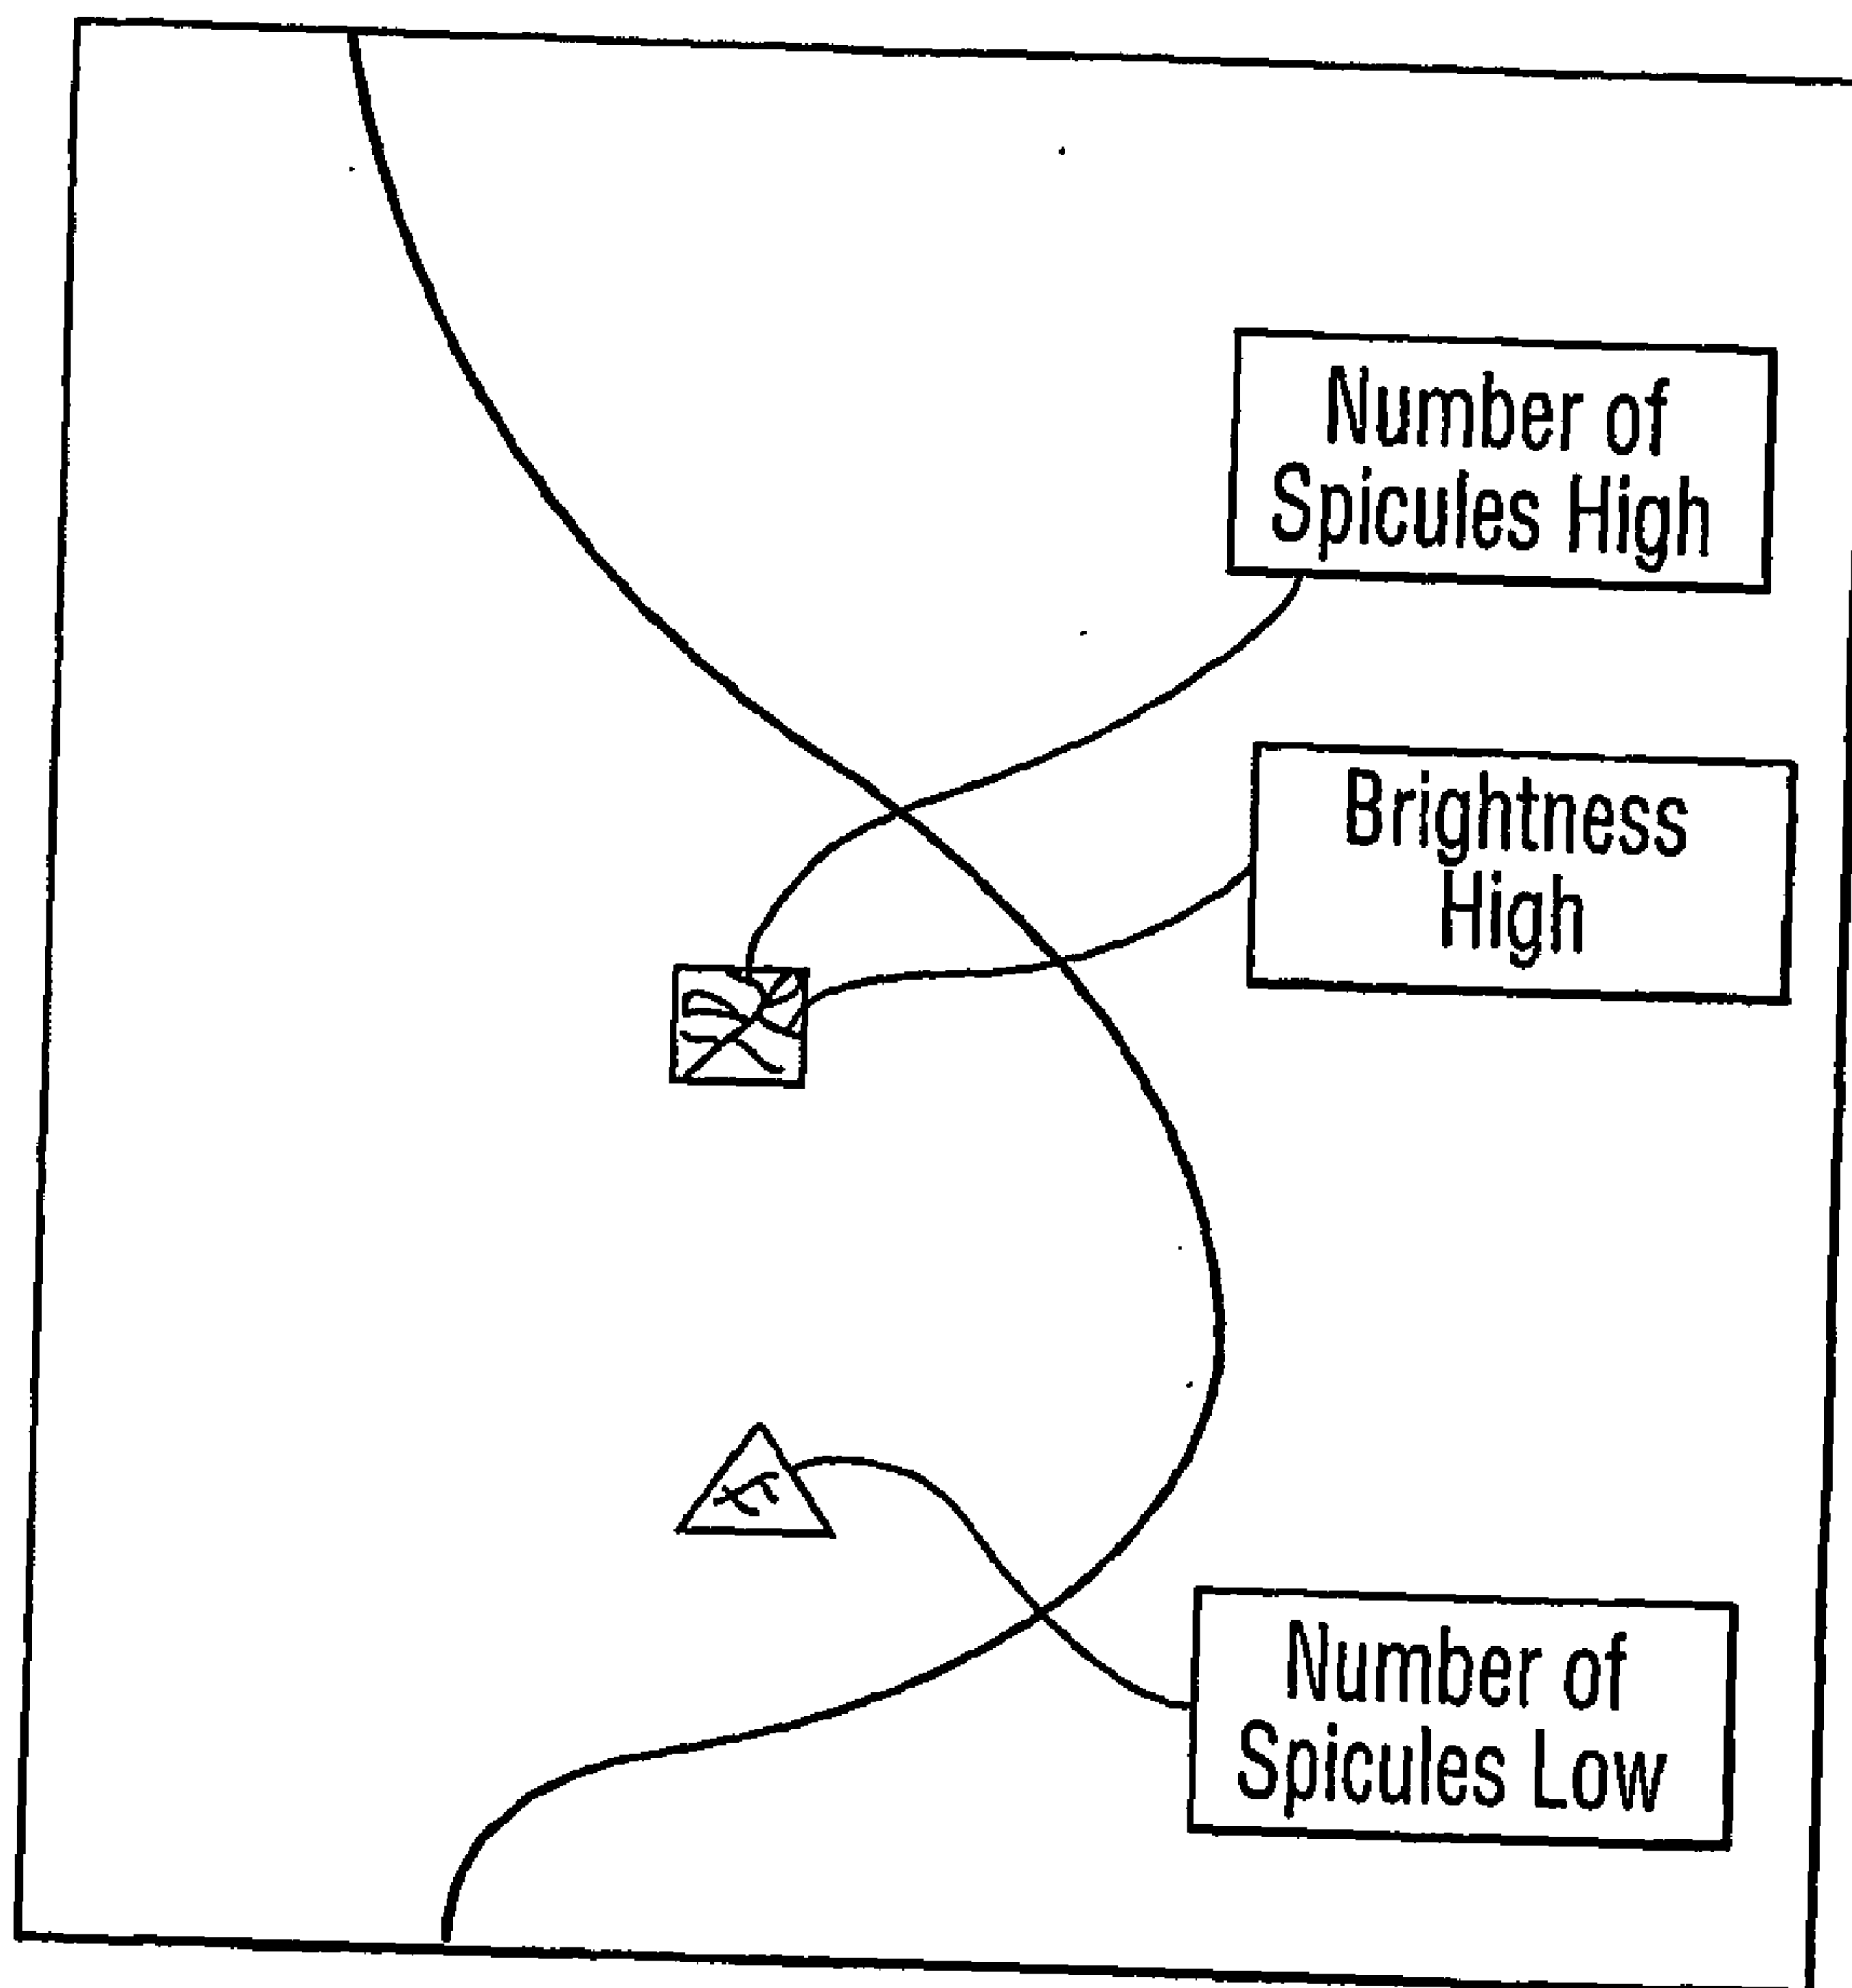 Number of
Spicules High
Brightness
High
Number of
Spicules Low